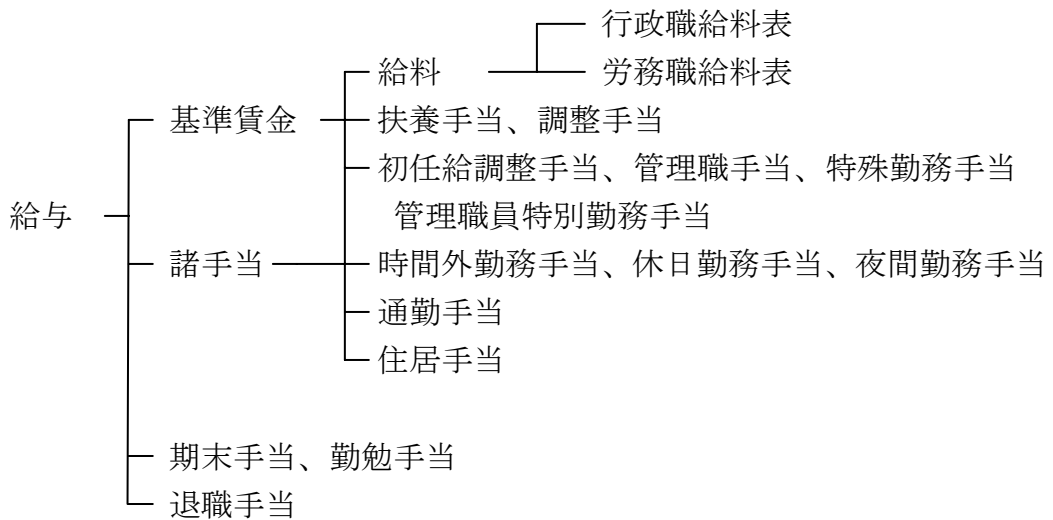 行政職給料表
給料
労務職給料表
基準賃金
扶養手当、調整手当
初任給調整手当、管理職手当、特殊勤務手当
給与
管理職員特別勤務手当
諸手当
時間外勤務手当、休日勤務手当、夜間勤務手当
通勤手当
住居手当
期末手当、勤勉手当
退職手当